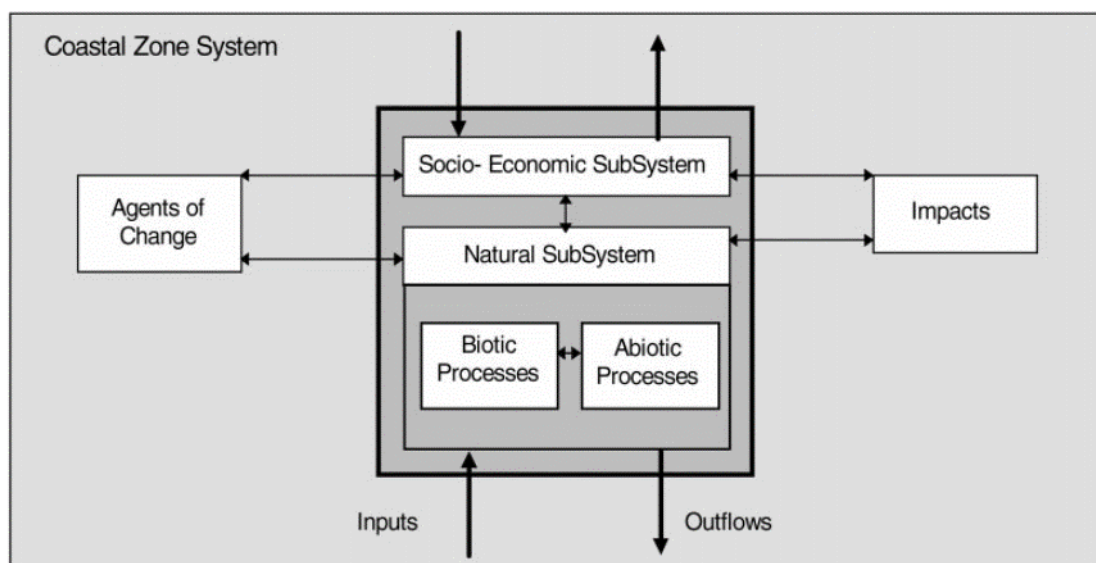 Coastal Zone System
Socio- Economic SubSystem
Agents of
Change
Impacts
Natural SubSystem
Biotic
Processes
Abiotic
Processes
Inputs
Outflows